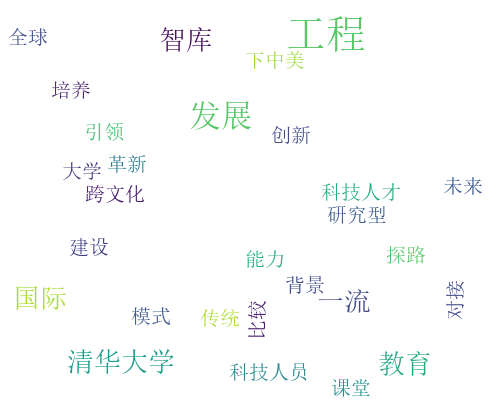 工程
全球
智库
下中美
培养
发展
引领
创新
大学
革新
跨文化
科技人才
未来
研究型
建设
能力
探路
背景
国际
一流
对接
模式
传统
比较
清华大学
科技人员
教育
课堂